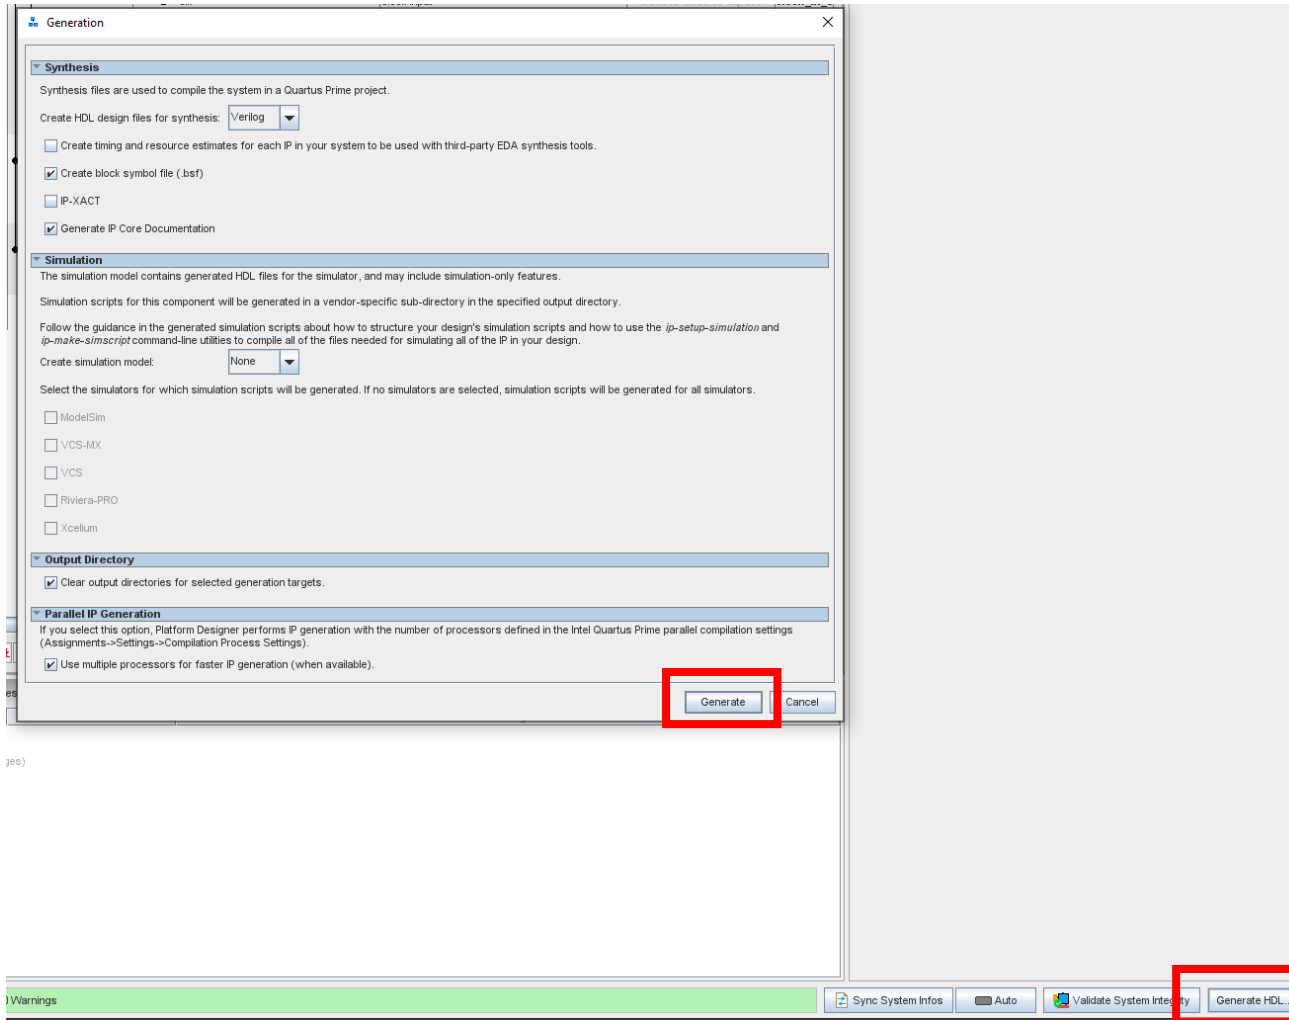 Generation
Synthesis
Synthesis files are used to compile the system in a Quartus Prime project.
Create HDL design files for synthesis: Verilog
Create timing and resource estimates for each IP in your system to be used with third-party EDA synthesis tools.
Create block symbol file (.bsf)
IP-XACT
Generate IP Core Documentation
Simulation
The simulation model contains generated HDL files for the simulator, and may include simulation-only features.
Simulation scripts for this component will be generated in a vendor-specific sub-directory in the specified output directory.
Follow the guidance in the generated simulation scripts about how to structure your design's simulation scripts and how to use the ip-setup-simulation and
ip-make-simscript command-line utilities to compile all of the files needed for simulating all of the IP in your design.
Create simulation model: None
Select the simulators for which simulation scripts will be generated. If no simulators are selected, simulation scripts will be generated for all simulators.
ModelSim
VCS-MX
VCS
Riviera-PRO
Xcelium
Output Directory
Clear output directories for selected generation targets.
Parallel IP Generation
If you select this option, Platform Designer performs IP generation with the number of processors defined in the Intel Quartus Prime parallel compilation settings
(Assignments->Settings->Compilation Process Settings).
Use multiple processors for faster IP generation (when available).
es
Generate Cancel
ges)
Warnings Sync System Infos Auto Validate System Integrity Generate HDL...